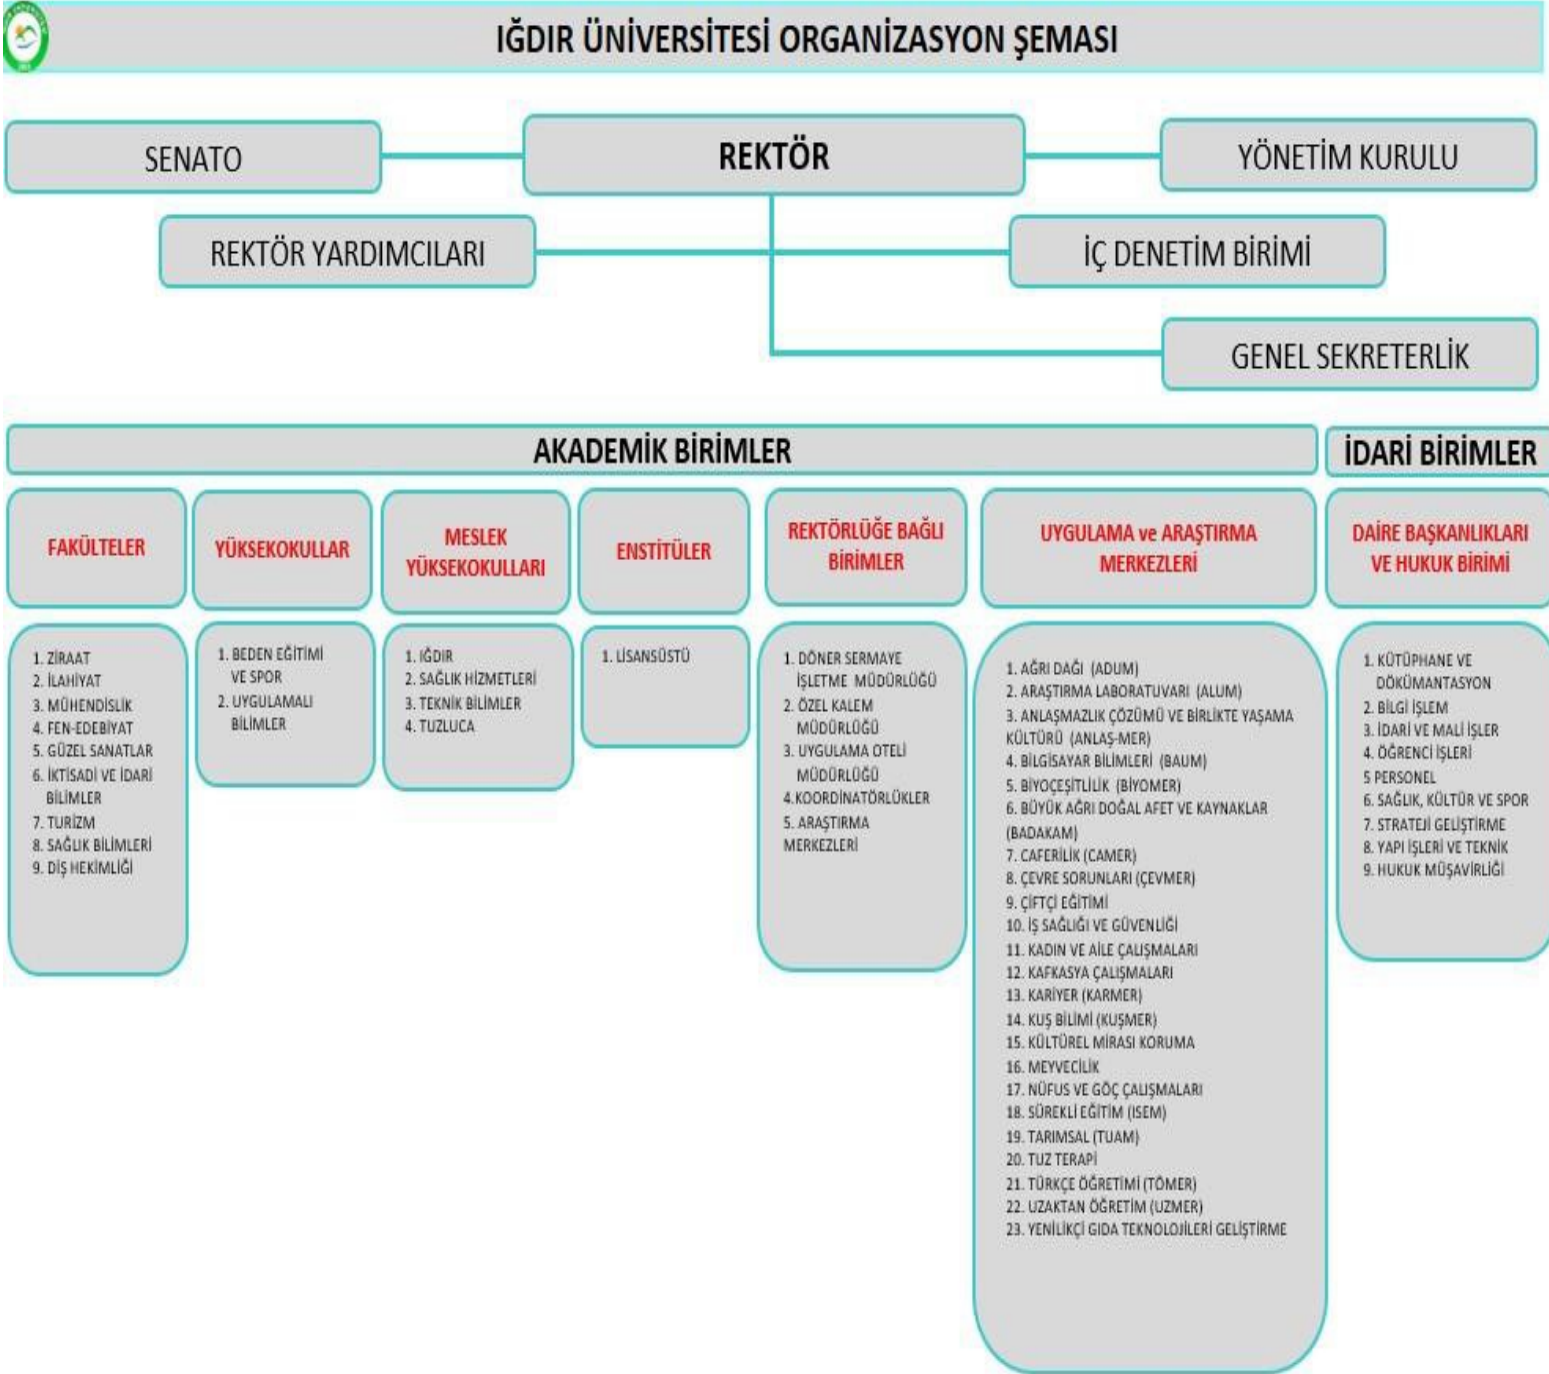 IĞDIR ÜNİVERSİTESİ ORGANİZASYON ŞEMASI
SENATO
REKTÖR
YÖNETİM KURULU
REKTÖR YARDIMCILARI
İÇ DENETİM BİRİMİ
GENEL SEKRETERLİK
AKADEMİK BİRİMLER
İDARİ BİRİMLER
FAKÜLTELER
YÜKSEKOKULLAR
MESLEK
YÜKSEKOKULLARI
ENSTİTÜLER
REKTÖRLÜĞE BAĞLI
BİRİMLER
UYGULAMA ve ARAŞTIRMA
MERKEZLERİ
DAİRE BAŞKANLIKLARI
VE HUKUK BİRİMİ
1. ZİRAAT
2. İLAHİYAT
3. MÜHENDİSLİK
4. FEN-EDEBİYAT
5. GÜZEL SANATLAR
6. İKTİSADİ VE İDARİ
BİLİMLER
7. TURİZM
8. SAĞLIK BİLİMLERİ
9. DİŞ HEKİMLİĞİ
1. BEDEN EĞİTİMİ
VE SPOR
2. UYGULAMALI
BİLİMLER
1. IĞDIR
2. SAĞLIK HİZMETLERİ
3. TEKNİK BİLİMLER
4. TUZLUCA
1. LİSANSÜSTÜ
1. DÖNER SERMAYE
İŞLETME MÜDÜRLÜĞÜ
2. ÖZEL KALEM
MÜDÜRLÜĞÜ
3. UYGULAMA OTELİ
MÜDÜRLÜĞÜ
4.KOORDİNATÖRLÜKLER
5. ARAŞTIRMA
MERKEZLERİ
1. AĞRI DAĞI (ADUM)
2. ARAŞTIRMA LABORATUVARI (ALUM)
3. ANLAŞMAZLIK ÇÖZÜMÜ VE BİRLİKTE YAŞAMA
KÜLTÜRÜ (ANLAŞ-MER)
4. BİLGİSAYAR BİLİMLERİ (BAUM)
5. BİYOÇEŞİTLİLİK (BİYOMER)
6. BÜYÜK AĞRI DOĞAL AFET VE KAYNAKLAR
(BADAKAM)
7. CAFERİLİK (CAMER)
8. ÇEVRE SORUNLARI (ÇEVMER)
9. ÇİFTÇİ EĞİTİMİ
10. İŞ SAĞLIĞI VE GÜVENLİĞİ
11. KADIN VE AİLE ÇALIŞMALARI
12. KAFKASYA ÇALIŞMALARI
13. KARİYER (KARMER)
14. KUŞ BİLİMİ (KUŞMER)
15. KÜLTÜREL MİRASI KORUMA
16. MEYVECİLİK
17. NÜFUS VE GÖÇ ÇALIŞMALARI
18. SÜREKLİ EĞİTİM (ISEM)
19. TARIMSAL (TUAM)
20. TUZ TERAPİ
21. TÜRKÇE ÖĞRETİMİ (TÖMER)
22. UZAKTAN ÖĞRETİM (UZMER)
23. YENİLİKÇİ GIDA TEKNOLOJİLERİ GELİŞTİRME
1. KÜTÜPHANE VE
DÖKÜMANTASYON
2. BİLGİ İŞLEM
3. İDARİ VE MALİ İŞLER
4. ÖĞRENCİ İŞLERİ
5 PERSONEL
6. SAĞLIK, KÜLTÜR VE SPOR
7. STRATEJİ GELİŞTİRME
8. YAPI İŞLERİ VE TEKNİK
9. HUKUK MÜŞAVİRLİĞİ